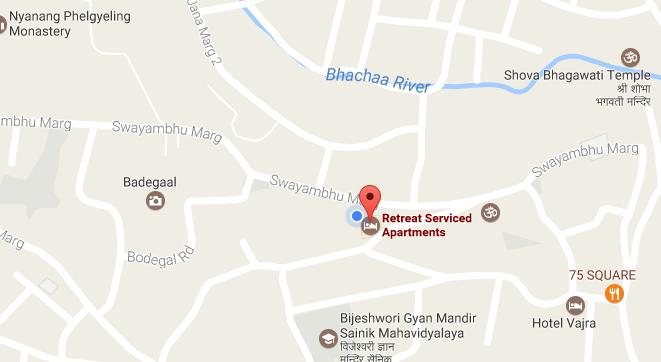 Nyanang Phelgyeling
Monastery
Jana Marg 2
Bhachaa River
Shova Bhagawati Temple
श्री शोभा
भगवती मन्दिर
Marg
Swayambhu Marg
Swayambhu Marg
Badegaal
Swayambhu M
Retreat Serviced
Apartments
Marg
Bodegal Rd
75 SQUARE
Hotel Vajra
Bijeshwori Gyan Mandir
Sainik Mahavidyalaya
विजेश्वरी ज्ञान
मन्दिर सैनिक